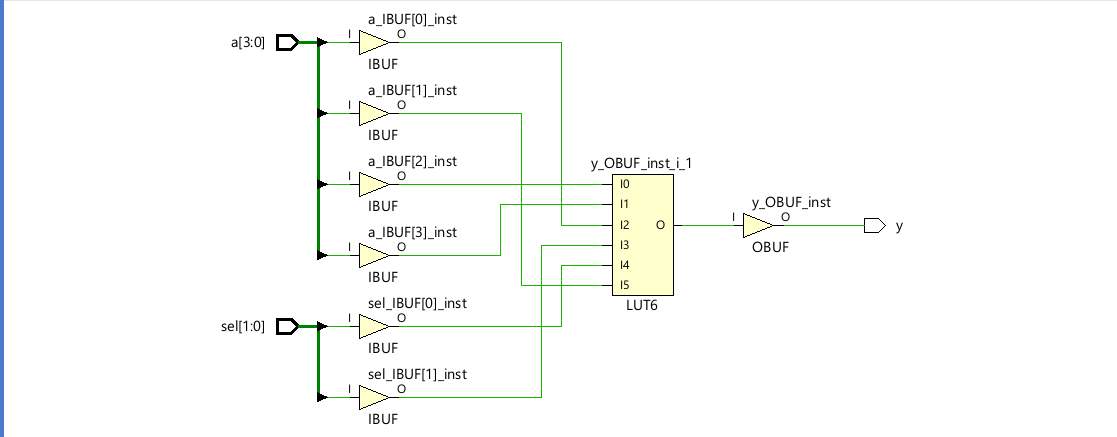 a_IBUF[0]_inst
a[3:0] I O
IBUF
a_IBUF[1]_inst
I O
IBUF
a_IBUF[2]_inst
I O
IBUF
a_IBUF[3]_inst
I O
IBUF
sel_IBUF[0]_inst
sel[1:0] I O
IBUF
sel_IBUF[1]_inst
I O
IBUF
y_OBUF_inst_i_1
I0
I1
I2 O
I3
I4
I5
LUT6
y_OBUF_inst
I O
OBUF
y